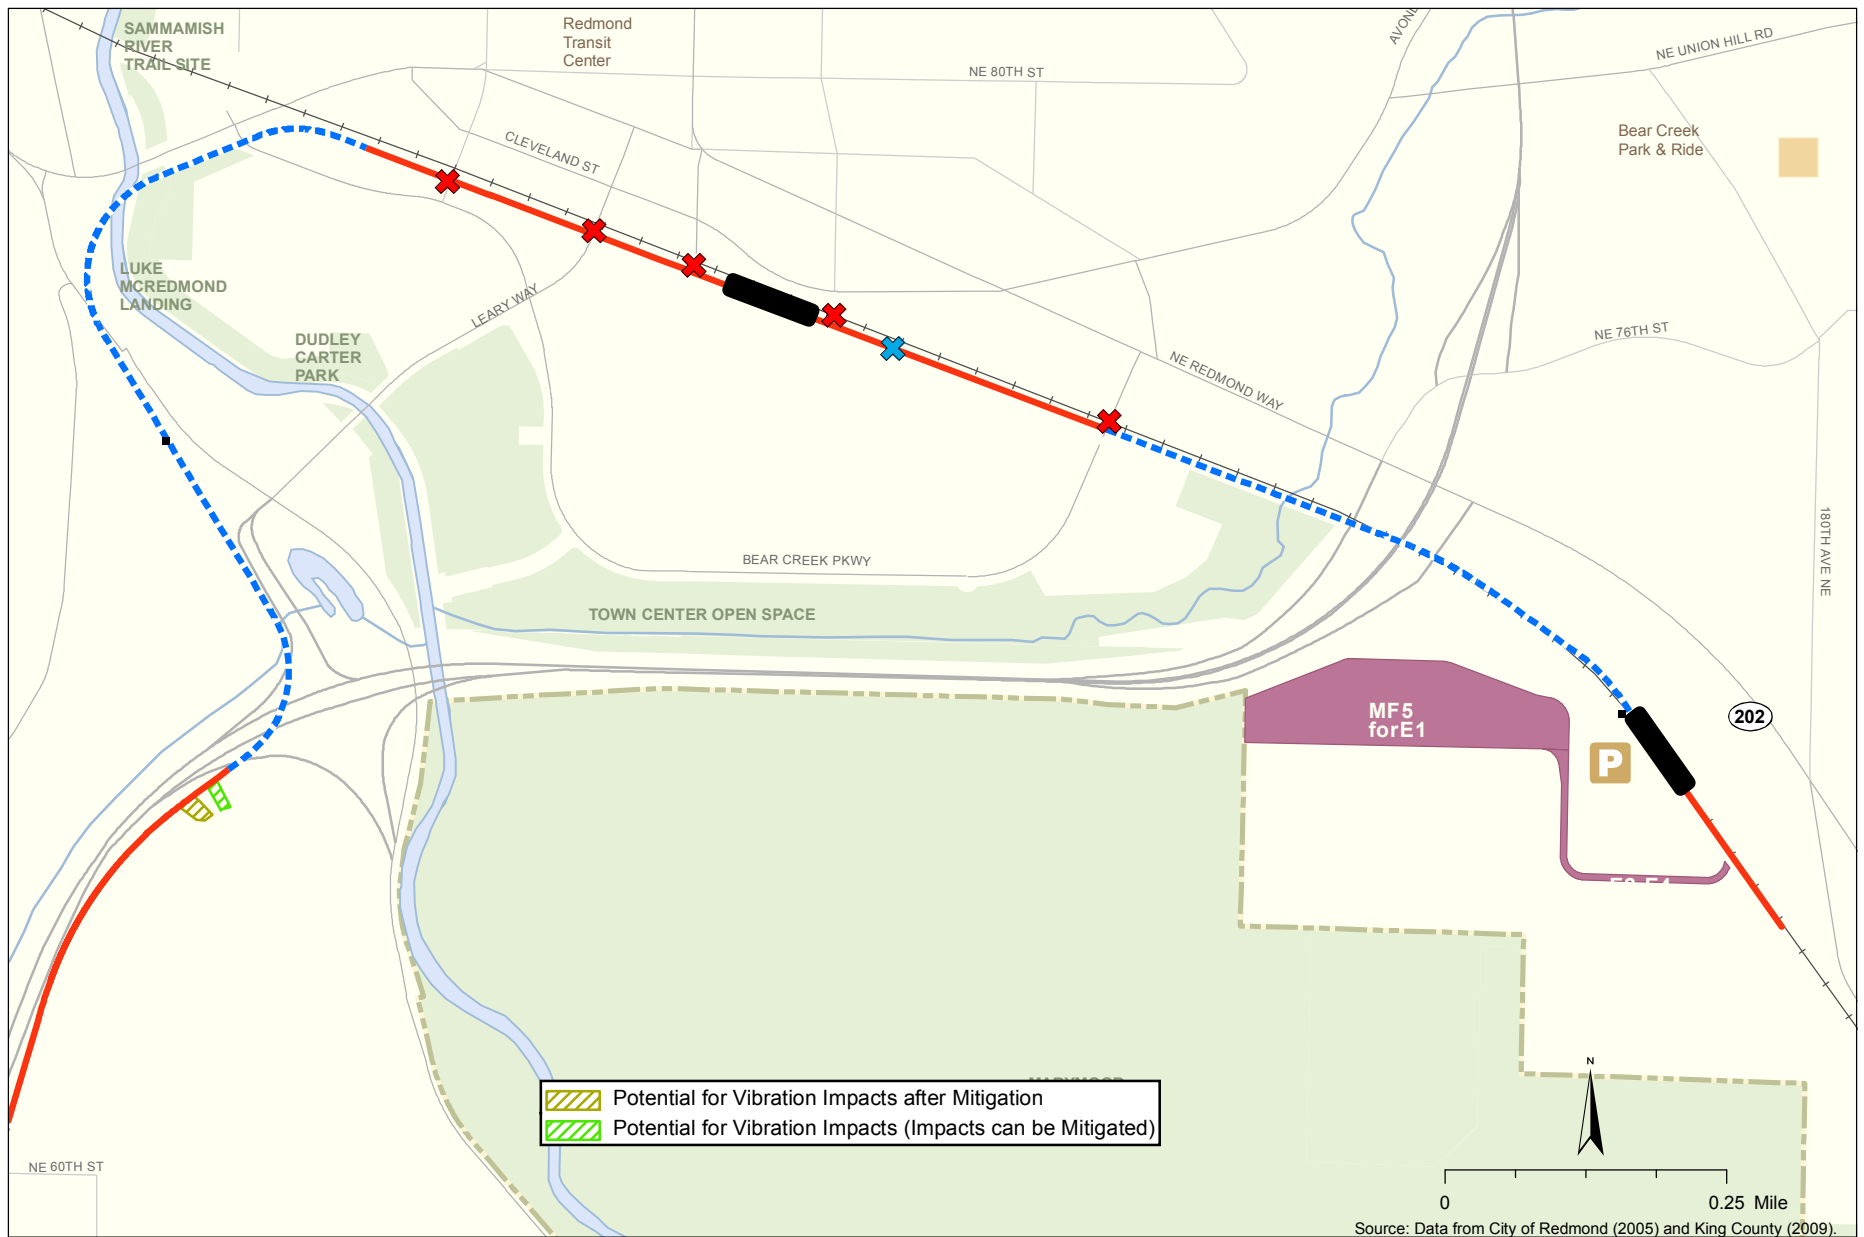 SAMMAMISH
RIVER
TRAIL SITE
Redmond
Transit
Center
NE 80TH ST
NE UNION HILL RD
Bear Creek
Park & Ride
CLEVELAND ST
LUKE
MCREDMOND
LANDING
LEARY WAY
DUDLEY
CARTER
PARK
NE 76TH ST
NE REDMOND WAY
180TH AVE NE
BEAR CREEK PKWY
TOWN CENTER OPEN SPACE
MF5
forE1
202
P
Potential for Vibration Impacts after Mitigation
Potential for Vibration Impacts (Impacts can be Mitigated)
N
NE 60TH ST
0 0.25 Mile
Source: Data from City of Redmond (2005) and King County (2009).